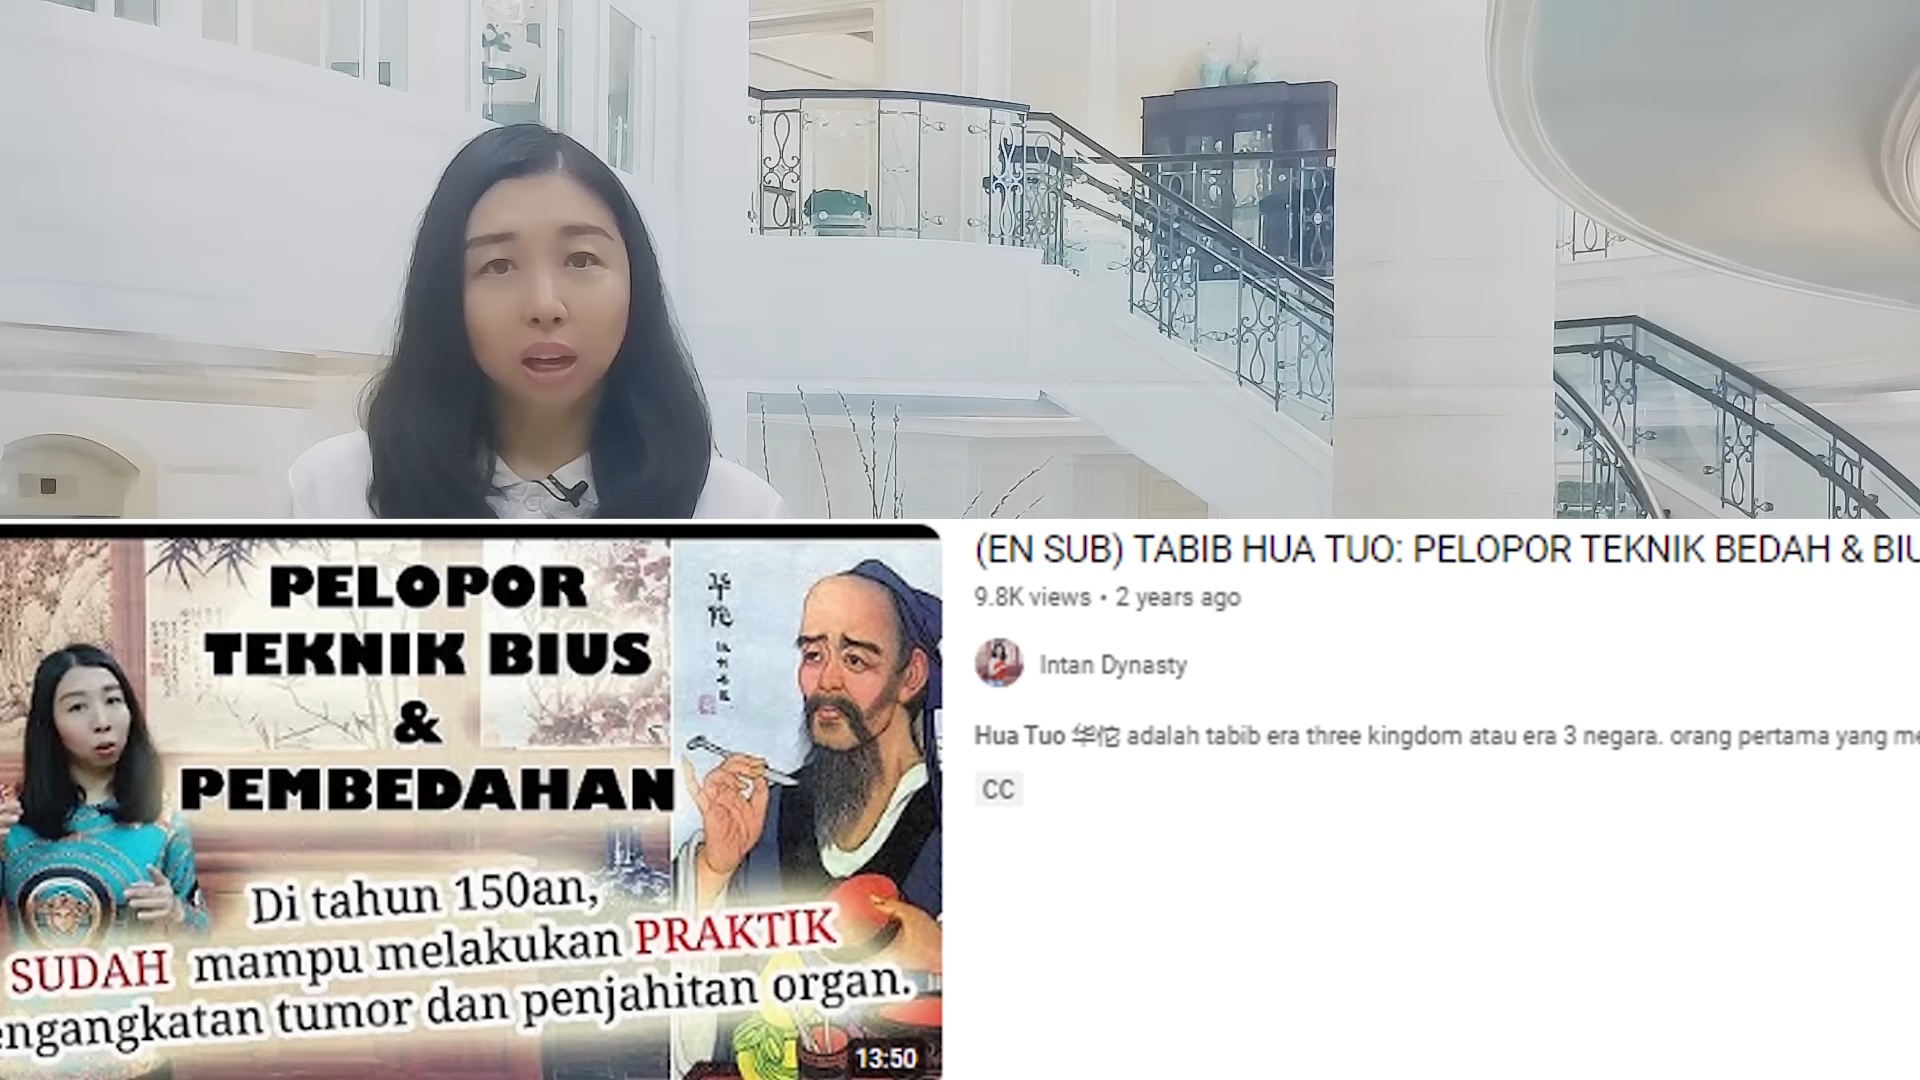 PELOPOR
TEKNIK BIUS
&
PEMBEDAHAN
华佗
Di tahun 150an,
SUDAH mampu melakukan PRAKTIK
engangkatan tumor dan penjahitan organ.
13:50
(EN SUB) TABIB HUA TUO: PELOPOR TEKNIK BEDAH & BIU
9.8K views • 2 years ago
Intan Dynasty
Hua Tuo 华佗 adalah tabib era three kingdom atau era 3 negara. orang pertama yang me
CC